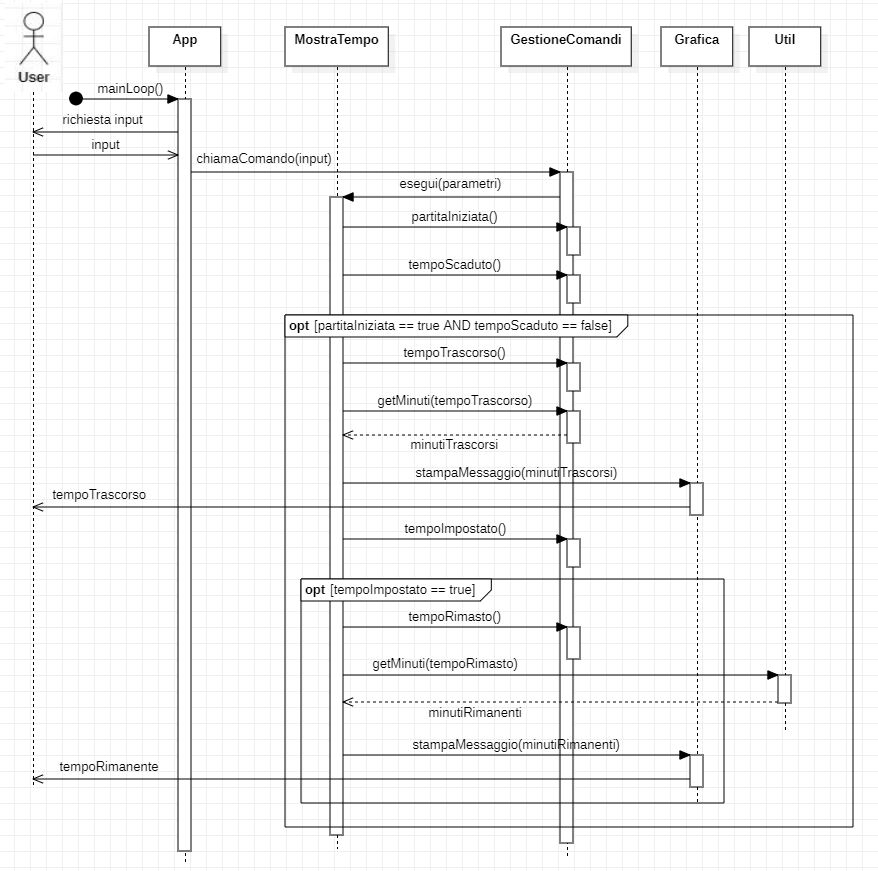 User
App
MostraTempo
GestioneComandi
Grafica
Util
mainLoop()
richiesta input
input
chiamaComando(input)
esegui(parametri)
partitaIniziata()
tempoScaduto()
opt [partitaIniziata == true AND tempoScaduto == false]
tempoTrascorso()
getMinuti(tempoTrascorso)
minutiTrascorsi
stampaMessaggio(minutiTrascorsi)
tempoTrascorso
tempoImpostato()
opt [tempoImpostato == true]
tempoRimasto()
getMinuti(tempoRimasto)
minutiRimanenti
stampaMessaggio(minutiRimanenti)
tempoRimanente